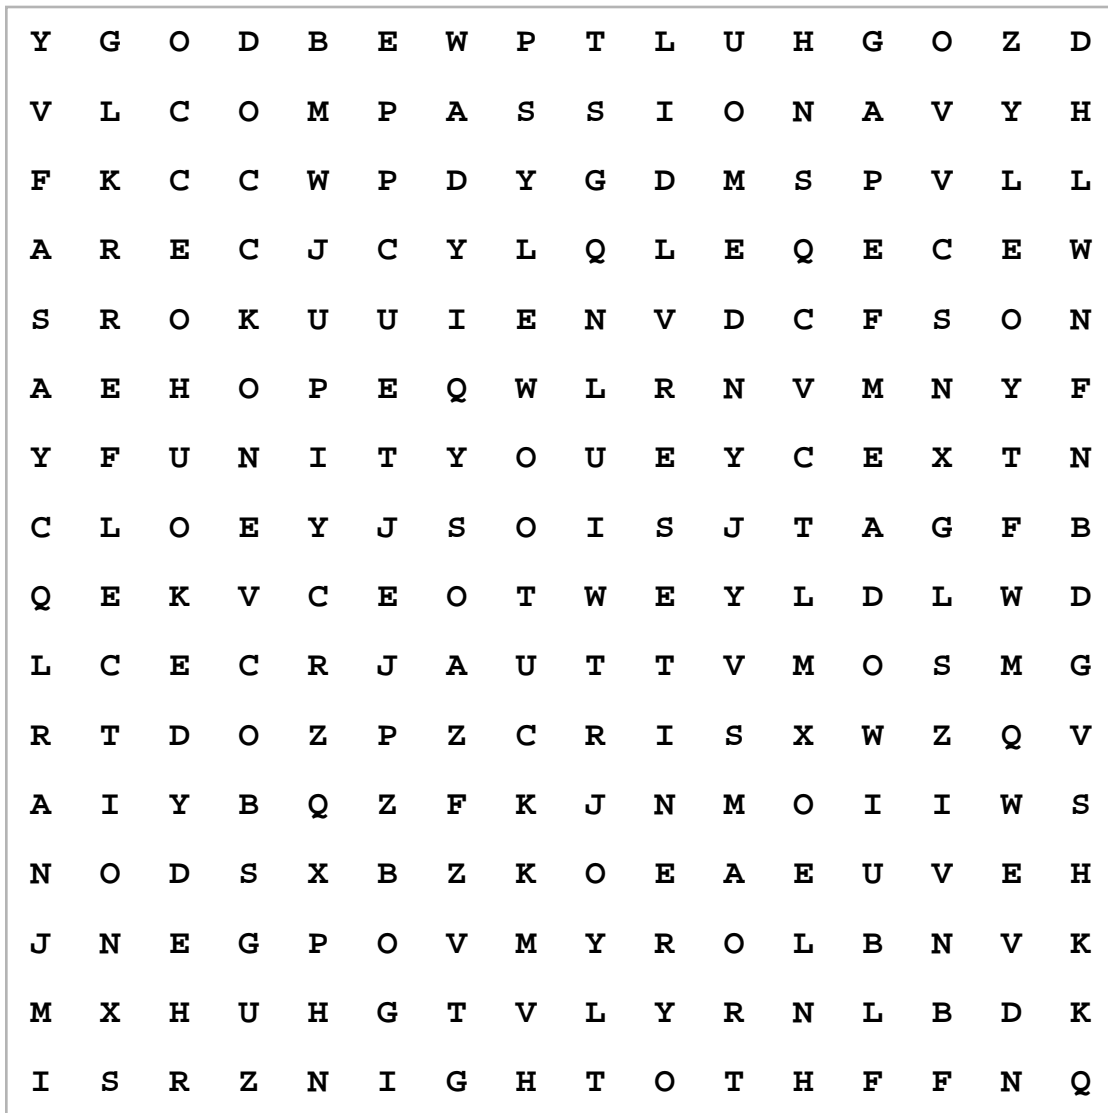 Y G O D B E W P T L U H G O Z D
V L C O M P A S S I O N A V Y H
F K C C W P D Y G D M S P V L L
A R E C J C Y L Q L E Q E C E W
S R O K U U I E N V D C F S O N
A E H O P E Q W L R N V M N Y F
Y F U N I T Y O U E Y C E X T N
C L O E Y J S O I S J T A G F B
Q E K V C E O T W E Y L D L W D
L C E C R J A U T T V M O S M G
R T D O Z P Z C R I S X W Z Q V
A I Y B Q Z F K J N M O I I W S
N O D S X B Z K O E A E U V E H
J N E G P O V M Y R O L B N V K
M X H U H G T V L Y R N L B D K
I S R Z N I G H T O T H F F N Q